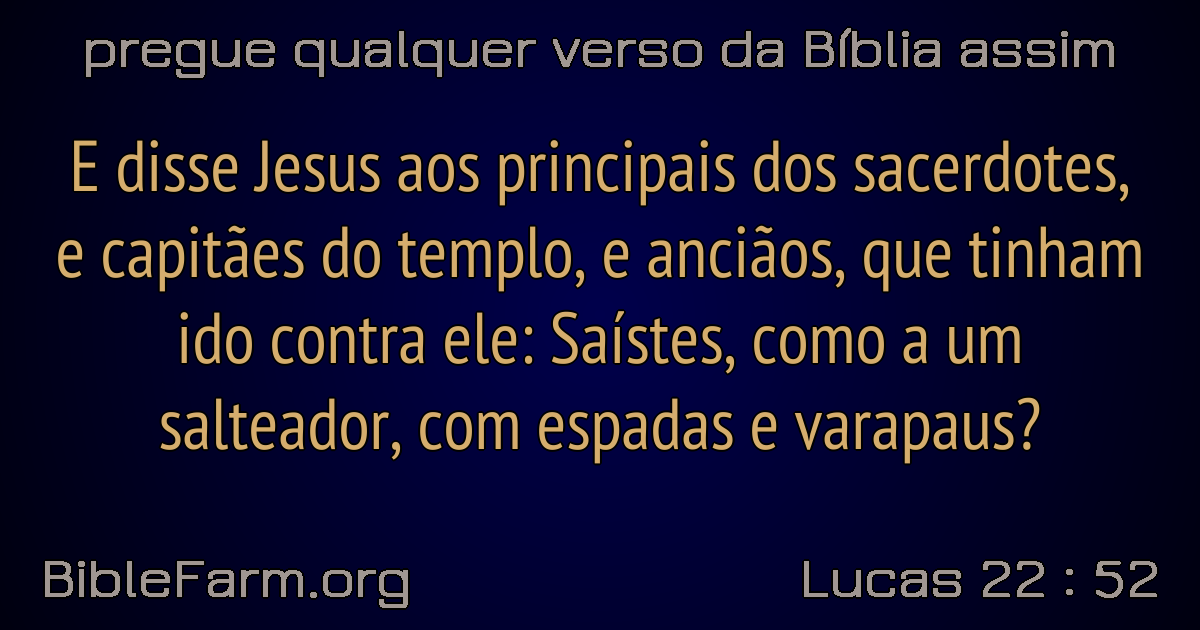 pregue qualquer verso da Bíblia assim
E disse Jesus aos principais dos sacerdotes,
e capitães do templo, e anciãos, que tinham
ido contra ele: Saístes, como a um
salteador, com espadas e varapaus?
BibleFarm.org
Lucas 22 : 52